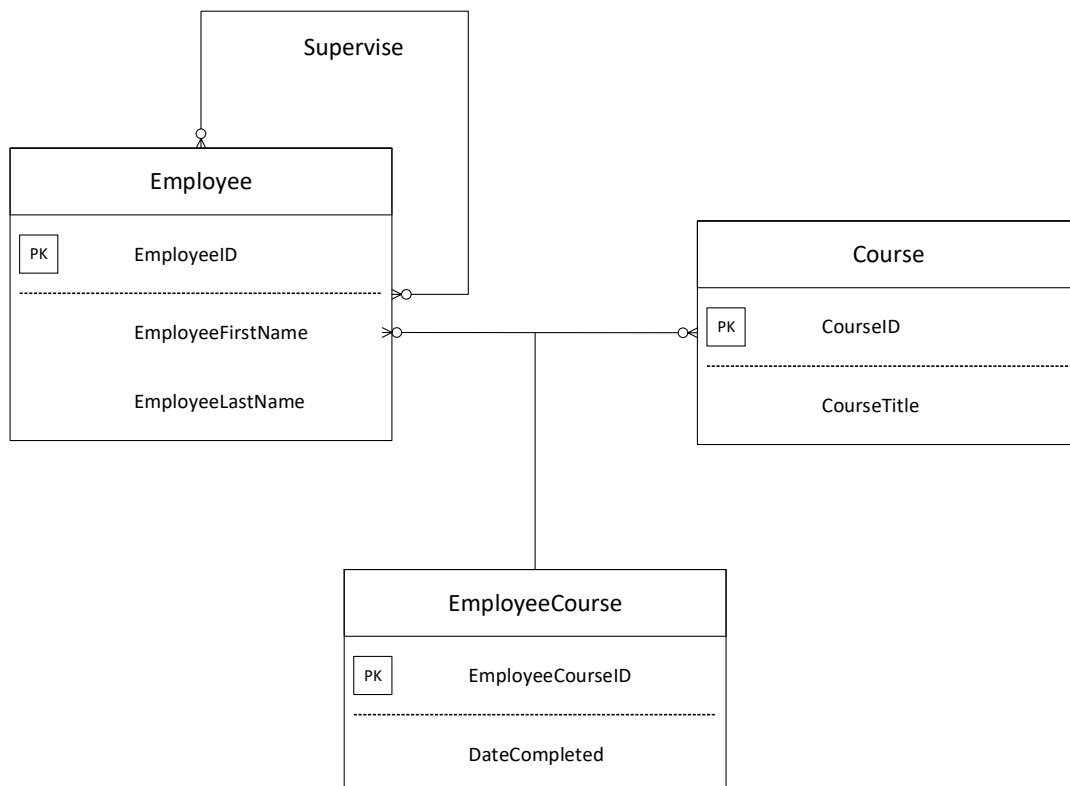 Supervise
Employee
PK EmployeeID
EmployeeFirstName
EmployeeLastName
Course
PK CourseID
CourseTitle
EmployeeCourse
PK EmployeeCourseID
DateCompleted